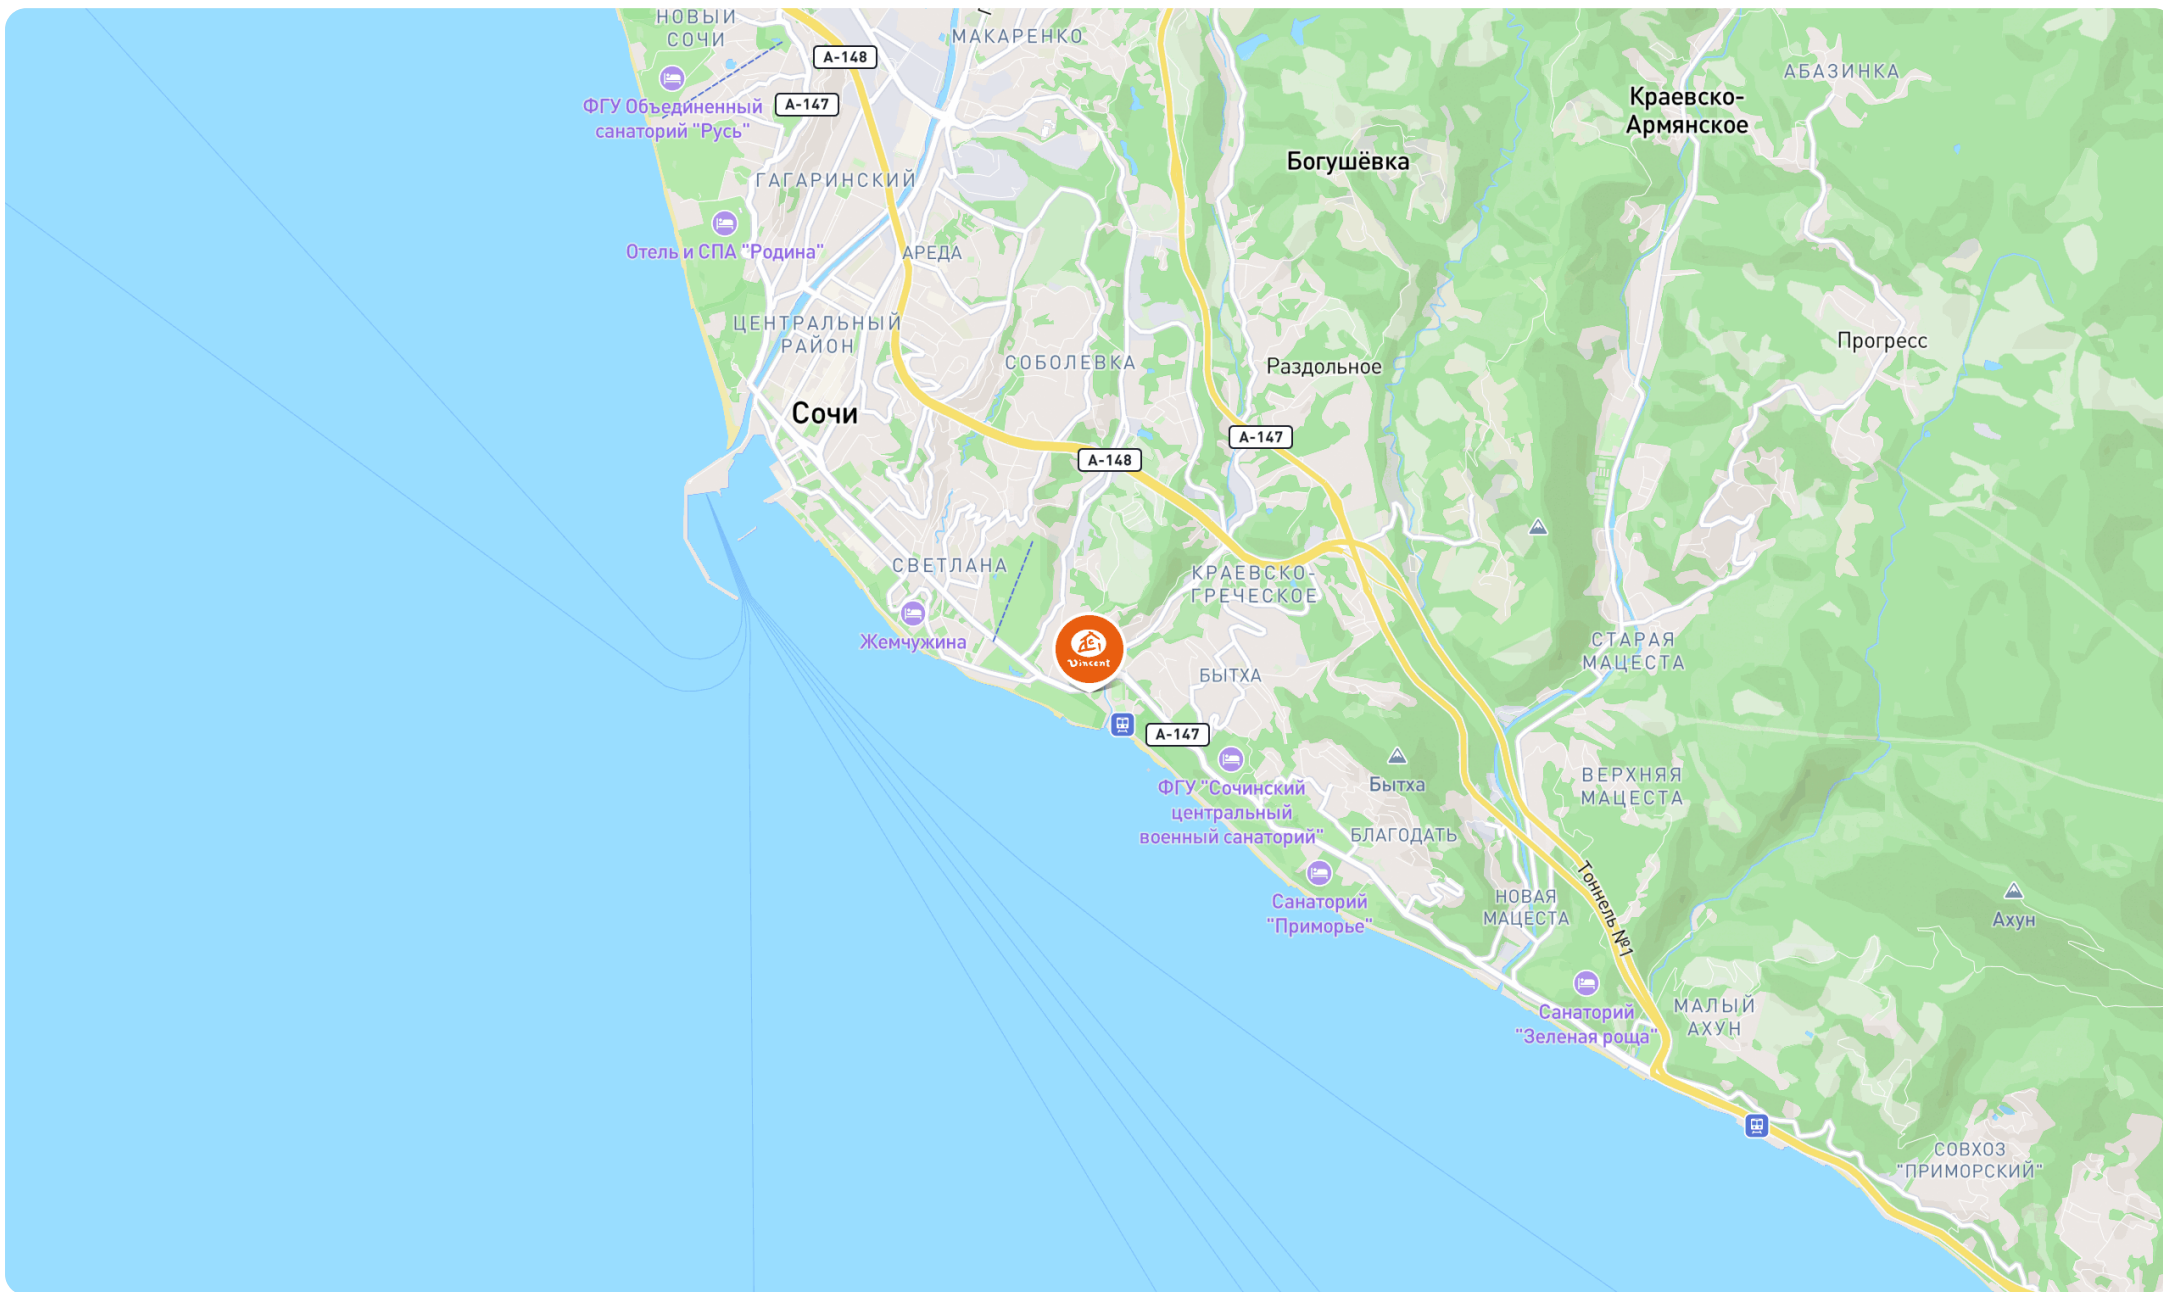 НОВЫЙ
СОЧИ
МАКАРЕНКО
А-148
АБАЗИНКА
ФГУ Объединенный
санаторий "Русь"
А-147
Краевско-
Армянское
Богушёвка
ГАГАРИНСКИЙ
Отель и СПА "Родина"
АРЕДА
ЦЕНТРАЛЬНЫЙ
РАЙОН
СОБОЛЕВКА
Раздольное
Прогресс
Сочи
А-147
А-148
СВЕТЛАНА
КРАЕВСКО-
ГРЕЧЕСКОЕ
Жемчужина
Vincent
БЫТХА
СТАРАЯ
МАЦЕСТА
А-147
ФГУ "Сочинский
центральный
военный санаторий"
Бытха
ВЕРХНЯЯ
МАЦЕСТА
БЛАГОДАТЬ
Санаторий
"Приморье"
НОВАЯ
МАЦЕСТА
Тоннель №1
Ахун
Санаторий
"Зеленая роща"
МАЛЫЙ
АХУН
СОВХОЗ
"ПРИМОРСКИЙ"